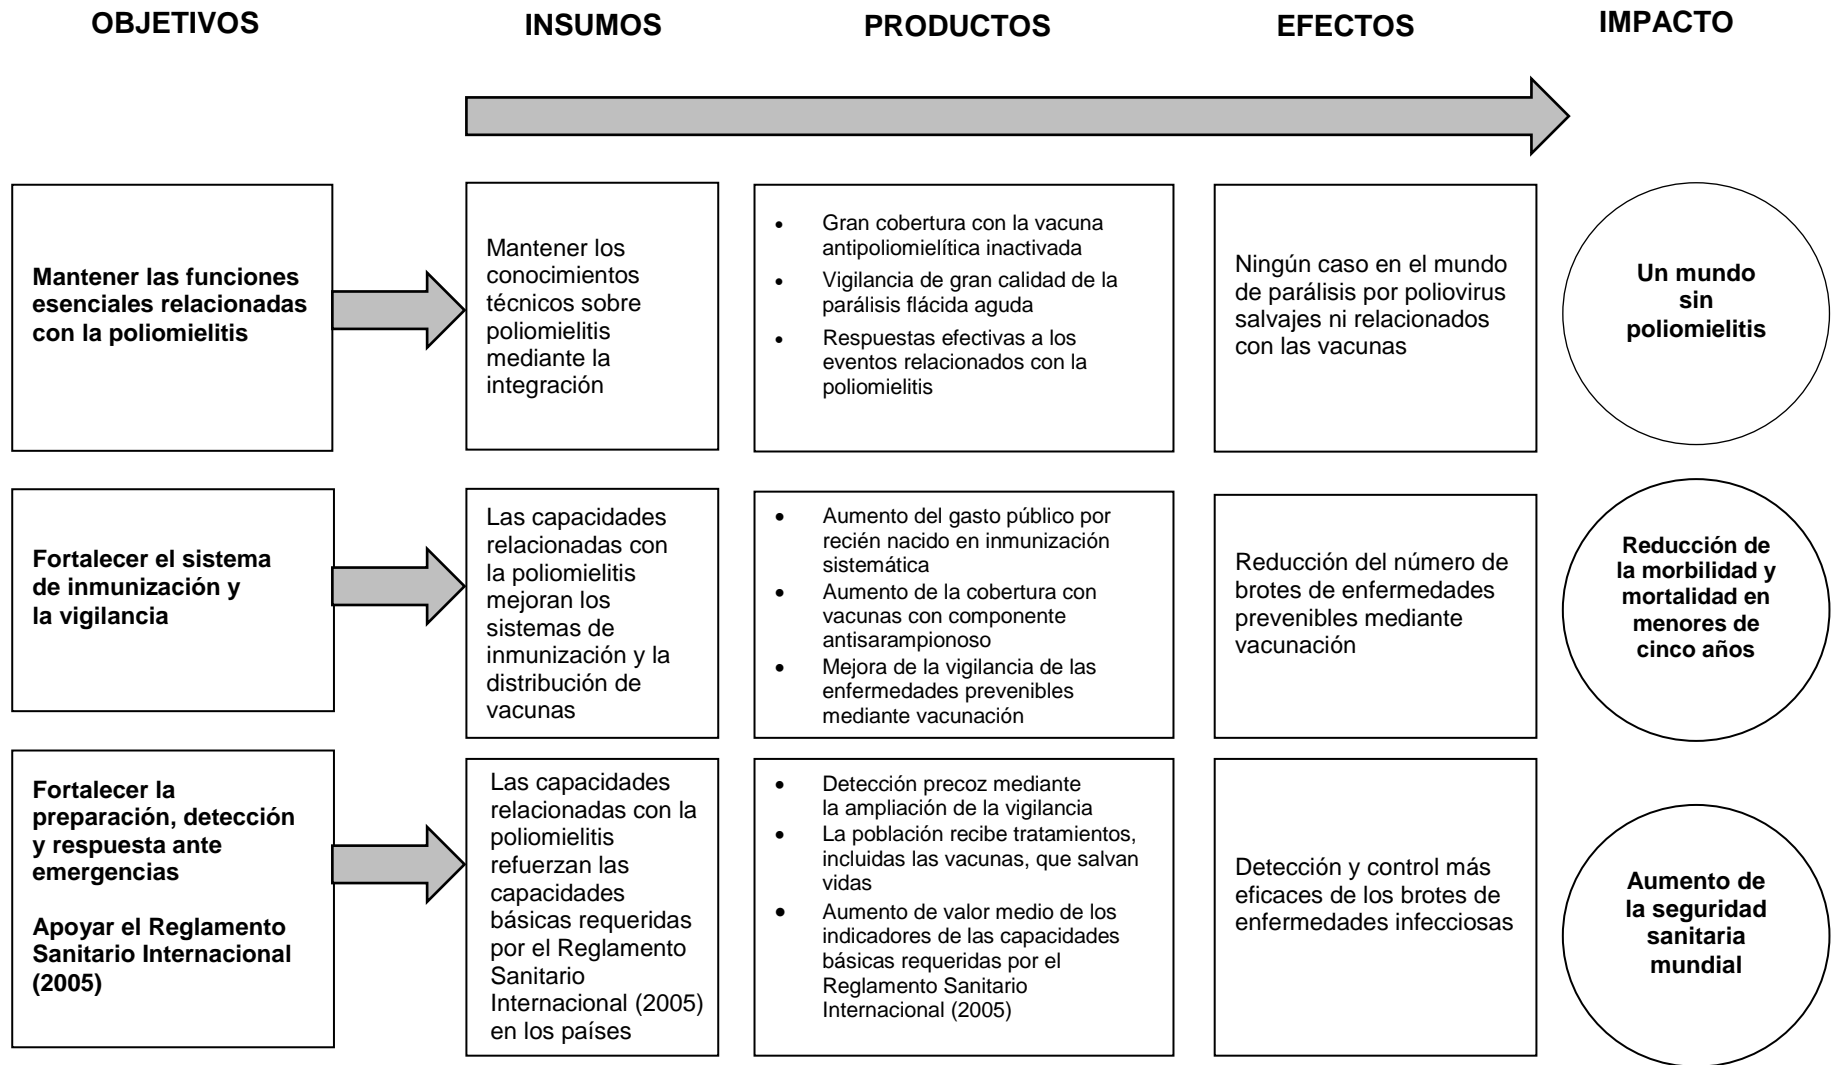 OBJETIVOS
INSUMOS
PRODUCTOS
EFECTOS
IMPACTO
Mantener las funciones
esenciales relacionadas
con la poliomielitis
Mantener los
conocimientos
técnicos sobre
poliomielitis
mediante la
integración
• Gran cobertura con la vacuna
antipoliomielítica inactivada
• Vigilancia de gran calidad de la
parálisis flácida aguda
• Respuestas efectivas a los
eventos relacionados con la
poliomielitis
Ningún caso en el mundo
de parálisis por poliovirus
salvajes ni relacionados
con las vacunas
Un mundo
sin
poliomielitis
Fortalecer el sistema
de inmunización y
la vigilancia
Las capacidades
relacionadas con
la poliomielitis
mejoran los
sistemas de
inmunización y la
distribución de
vacunas
• Aumento del gasto público por
recién nacido en inmunización
sistemática
• Aumento de la cobertura con
vacunas con componente
antisarampionoso
• Mejora de la vigilancia de las
enfermedades prevenibles
mediante vacunación
Reducción del número de
brotes de enfermedades
prevenibles mediante
vacunación
Reducción de
la morbilidad y
mortalidad en
menores de
cinco años
Fortalecer la
preparación, detección
y respuesta ante
emergencias
Apoyar el Reglamento
Sanitario Internacional
(2005)
Las capacidades
relacionadas con la
poliomielitis
refuerzan las
capacidades
básicas requeridas
por el Reglamento
Sanitario
Internacional (2005)
en los países
• Detección precoz mediante
la ampliación de la vigilancia
• La población recibe tratamientos,
incluidas las vacunas, que salvan
vidas
• Aumento de valor medio de los
indicadores de las capacidades
básicas requeridas por el
Reglamento Sanitario
Internacional (2005)
Detección y control más
eficaces de los brotes de
enfermedades infecciosas
Aumento de
la seguridad
sanitaria
mundial